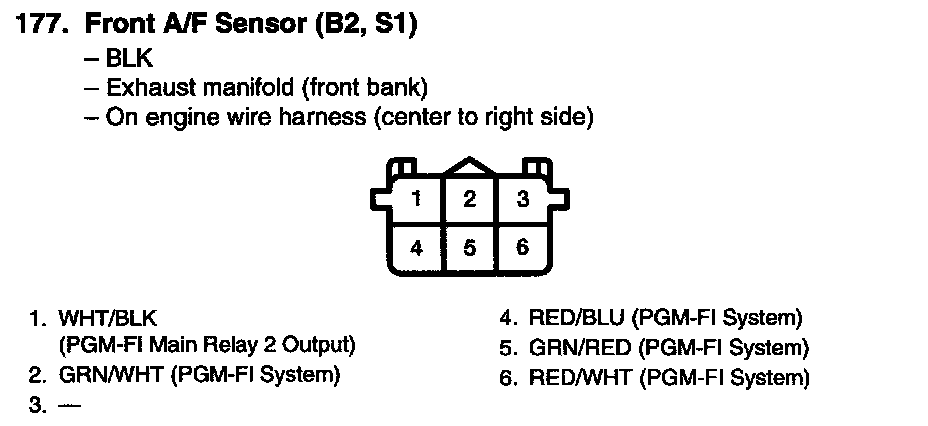 177. Front A/F Sensor (B2, S1)
– BLK
– Exhaust manifold (front bank)
– On engine wire harness (center to right side)
1 2 3
4 5 6
1. WHT/BLK
(PGM-FI Main Relay 2 Output)
2. GRN/WHT (PGM-FI System)
3. —
4. RED/BLU (PGM-FI System)
5. GRN/RED (PGM-FI System)
6. RED/WHT (PGM-FI System)